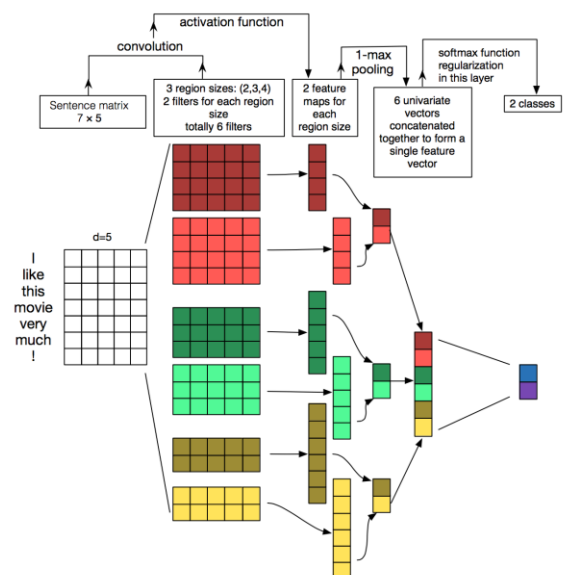 activation function
convolution
1-max
pooling
softmax function
regularization
in this layer
Sentence matrix
7 × 5
3 region sizes: (2,3,4)
2 filters for each region
size
totally 6 filters
2 feature
maps for
each
region size
6 univariate
vectors
concatenated
together to form a
single feature
vector
2 classes
d=5
I
like
this
movie
very
much
!